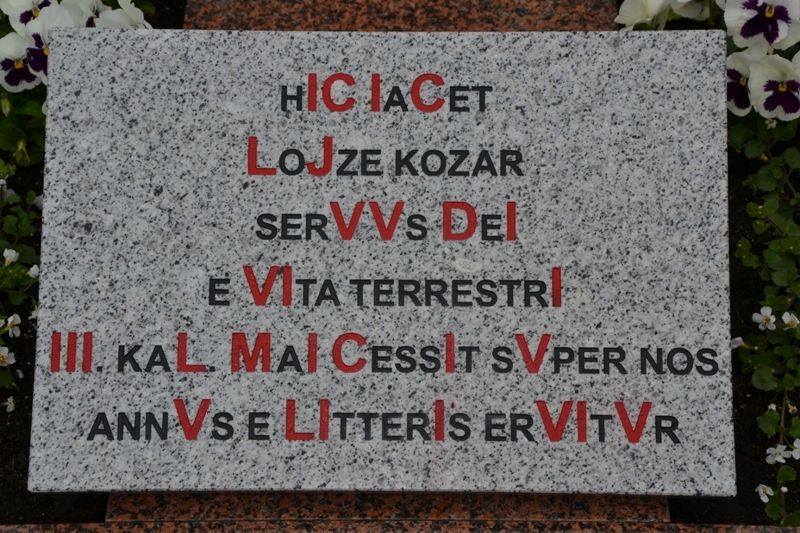 HIC IACET
LOJZE KOZAR
SERVVS DEI
E VITA TERRESTRI
III. KAL. MAI CESSIT SVPER NOS
ANNVS E LITTERIS ERVITVR